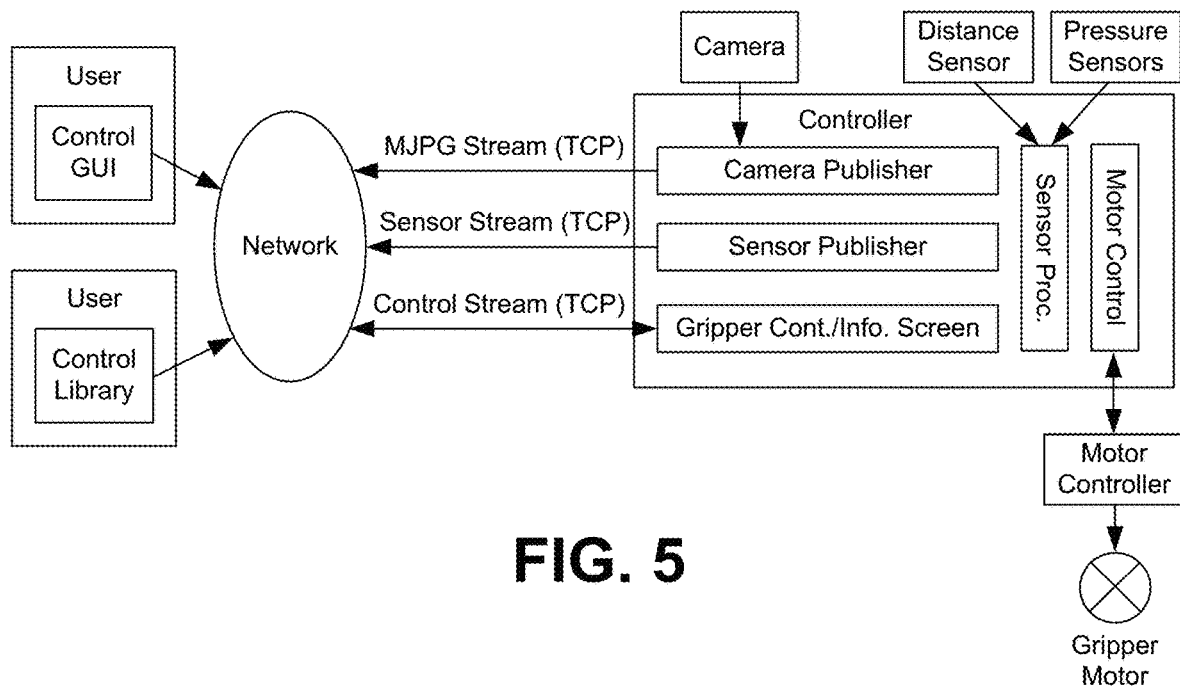 User
Control
GUI
User
Control
Library
Network
MJPG Stream (TCP)
Sensor Stream (TCP)
Control Stream (TCP)
Camera
Distance
Sensor
Pressure
Sensors
Controller
Camera Publisher
Sensor Publisher
Gripper Cont./Info. Screen
Sensor Proc.
Motor Control
Motor
Controller
Gripper
Motor
FIG. 5